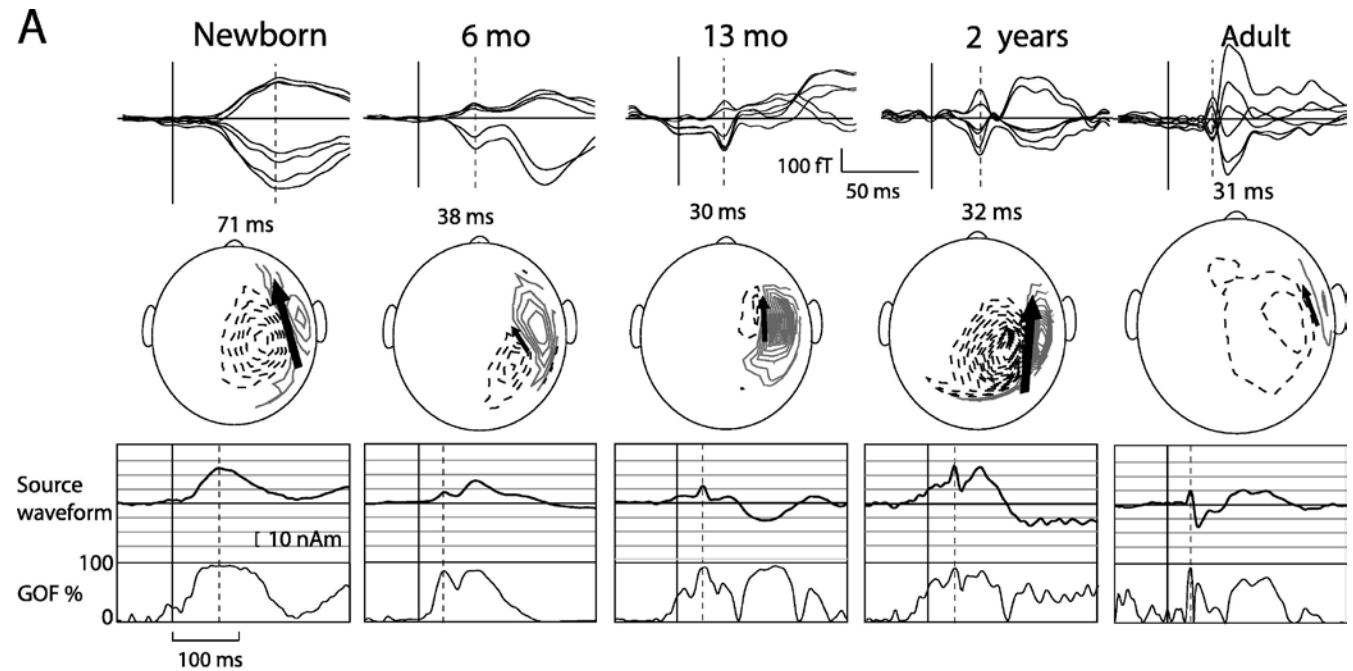 A
Newborn 6 mo 13 mo 2 years Adult
100 fT
50 ms
71 ms 38 ms 30 ms 32 ms 31 ms
Source
waveform
[ 10 nAm
100
GOF %
0
100 ms